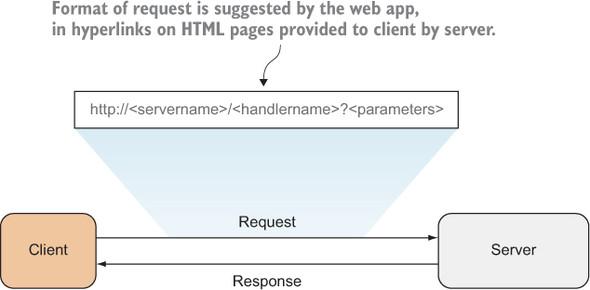 Format of request is suggested by the web app,
in hyperlinks on HTML pages provided to client by server.
http://<servername>/<handlername>?<parameters>
Request
Client
Server
Response